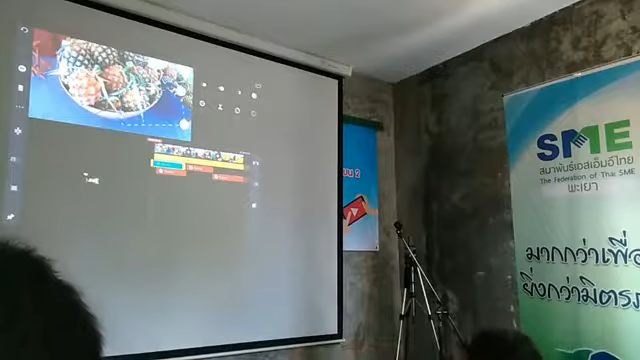 SME
สมาพันธ์เอสเอ็มอีไทย
The Federation of Thai SME
พะเยา
มากกว่าเพื่อ
ยิ่งกว่ามิตร